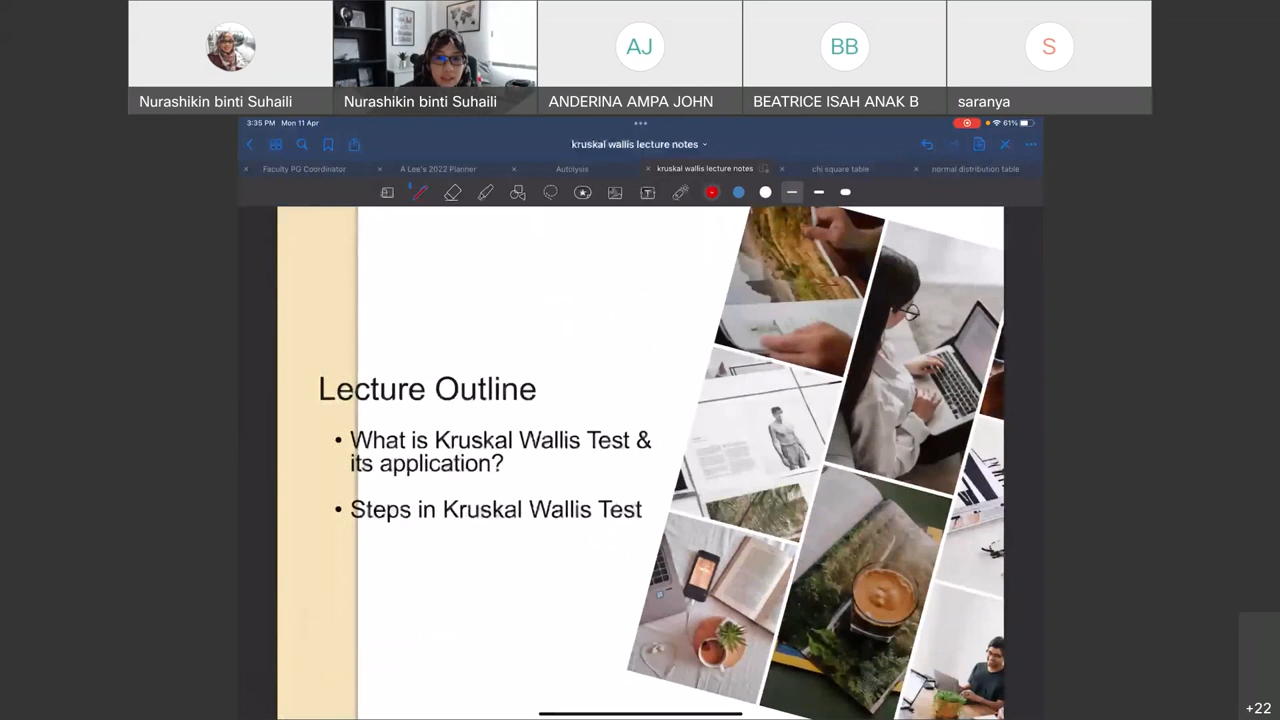 AJ
BB
S
Nurashikin binti Suhaili
Nurashikin binti Suhaili
ANDERINA AMPA JOHN
BEATRICE ISAH ANAK B
saranya
3:35 PM Mon 11 Apr
61%
kruskal wallis lecture notes
Faculty PG Coordinator
A Lee's 2022 Planner
Autolysis
kruskal wallis lecture notes
chi square table
normal distribution table
Lecture Outline
• What is Kruskal Wallis Test &
its application?
• Steps in Kruskal Wallis Test
+22